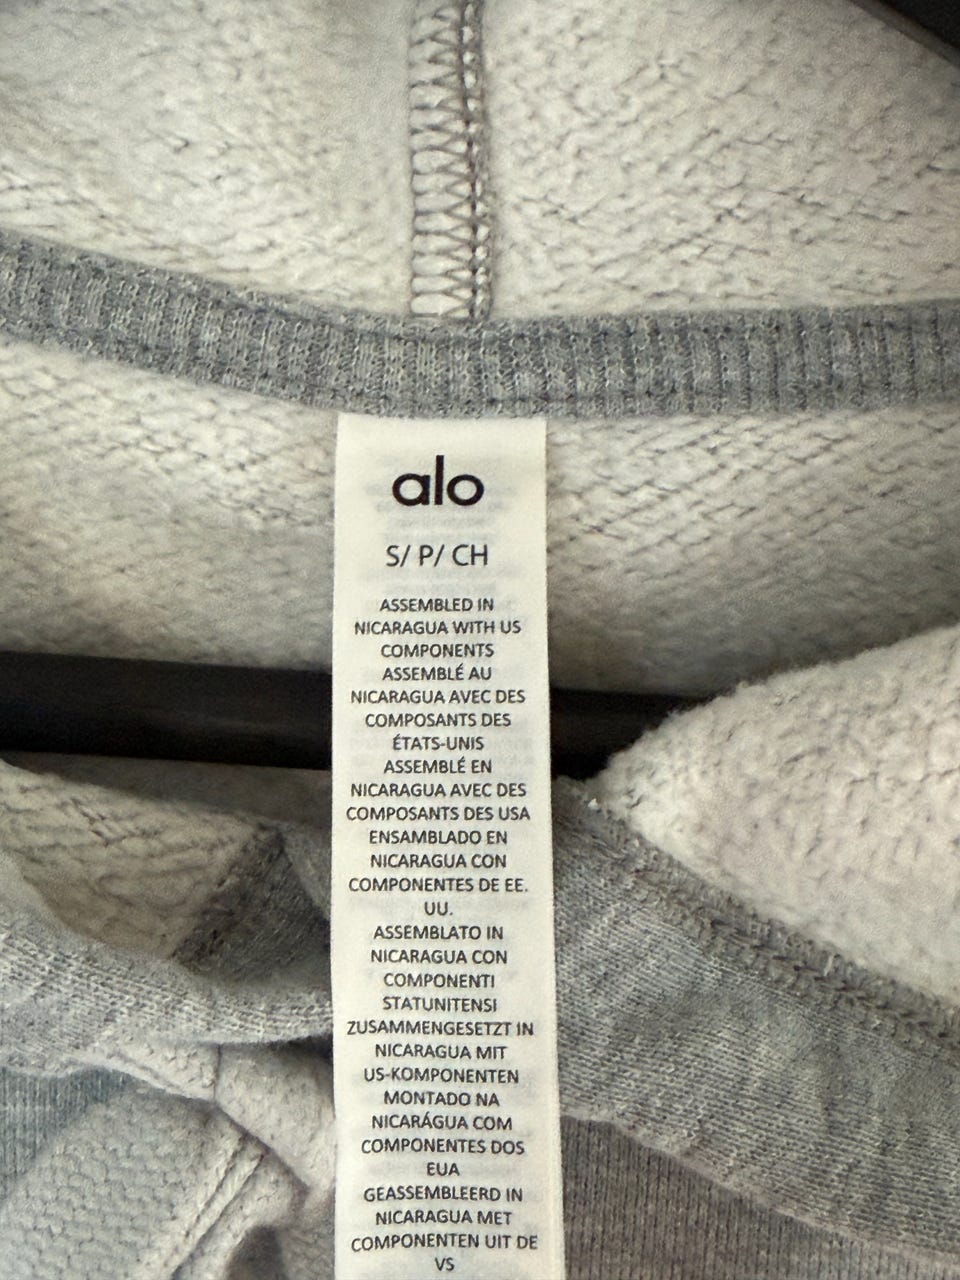 alo
S/ P/ CH
ASSEMBLED IN
NICARAGUA WITH US
COMPONENTS
ASSEMBLÉ AU
NICARAGUA AVEC DES
COMPOSANTS DES
ÉTATS-UNIS
ASSEMBLÉ EN
NICARAGUA AVEC DES
COMPOSANTS DES USA
ENSAMBLADO EN
NICARAGUA CON
COMPONENTES DE EE.
UU.
ASSEMBLATO IN
NICARAGUA CON
COMPONENTI
STATUNITENSI
ZUSAMMENGESETZT IN
NICARAGUA MIT
US-KOMPONENTEN
MONTADO NA
NICARÁGUA COM
COMPONENTES DOS
EUA
GEASSEMBLEERD IN
NICARAGUA MET
COMPONENTEN UIT DE
VS